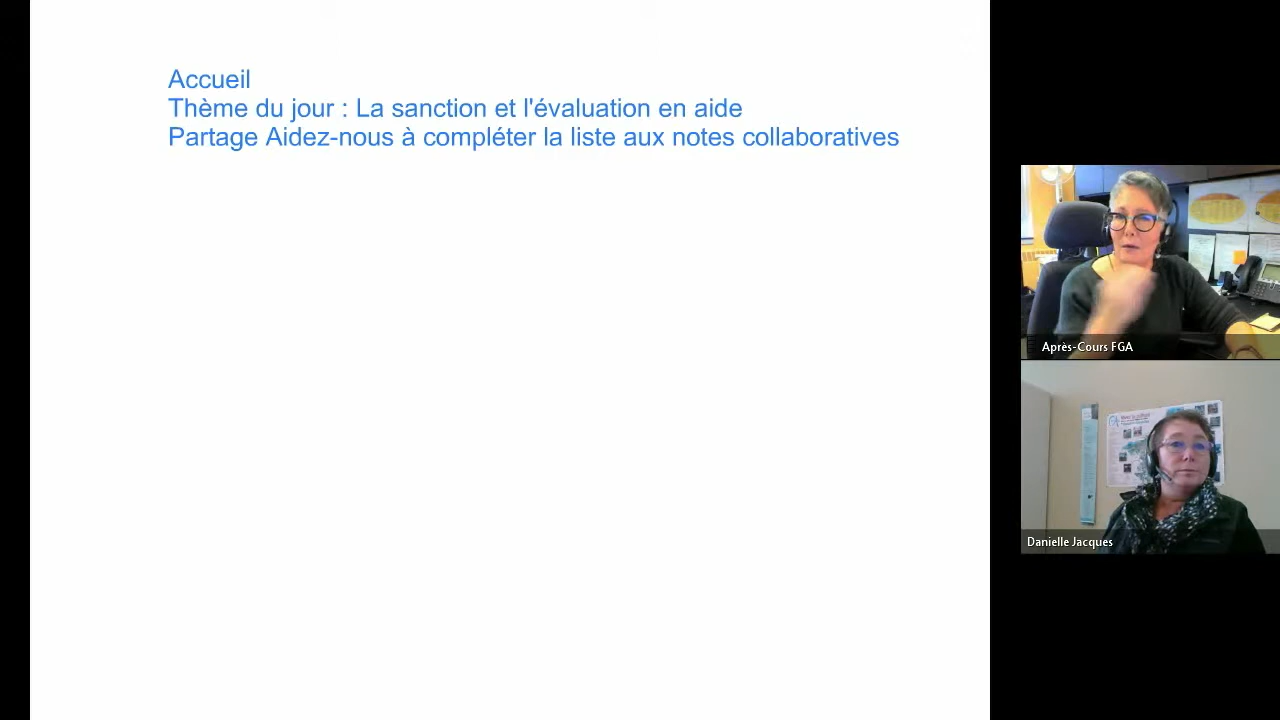 Accueil
Thème du jour : La sanction et l'évaluation en aide
Partage Aidez-nous à compléter la liste aux notes collaboratives
Après-Cours FGA
Danielle Jacques